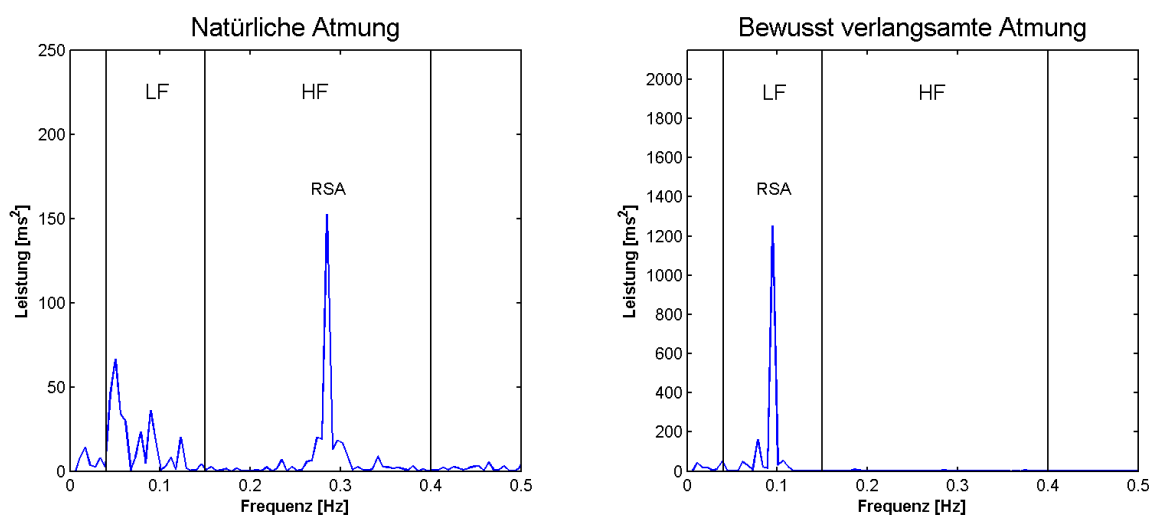 Natürliche Atmung
250
200
150
100
50
0
LF
HF
RSA
Leistung [ms²]
0
0.1
0.2
0.3
0.4
0.5
Frequenz [Hz]
Bewusst verlangsamte Atmung
2000
1800
1600
1400
1200
1000
800
600
400
200
0
LF
HF
RSA
Leistung [ms²]
0
0.1
0.2
0.3
0.4
0.5
Frequenz [Hz]